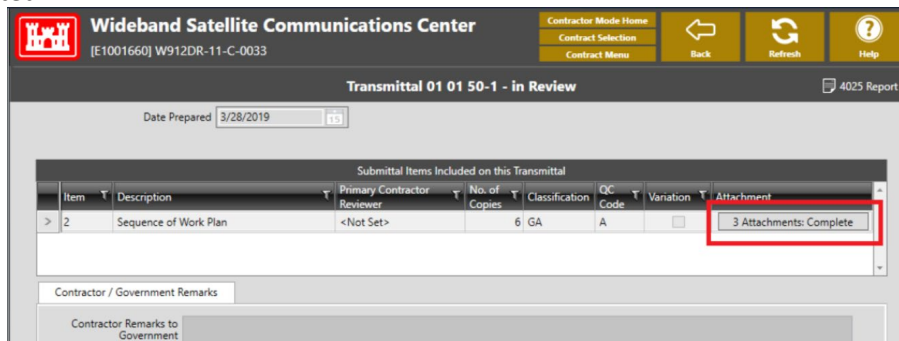 Wideband Satellite Communications Center
[E1001660] W912DR-11-C-0033
Contractor Mode Home
Contract Selection
Contract Menu
Back
Refresh
Help
Transmittal 01 01 50-1 - in Review
4025 Report
Date Prepared 3/28/2019 15
Submittal Items Included on this Transmittal
Item Description Primary Contractor Reviewer No. of Copies Classification QC Code Variation Attachment
> 2 Sequence of Work Plan <Not Set> 6 GA A 3 Attachments: Complete
Contractor / Government Remarks
Contractor Remarks to
Government